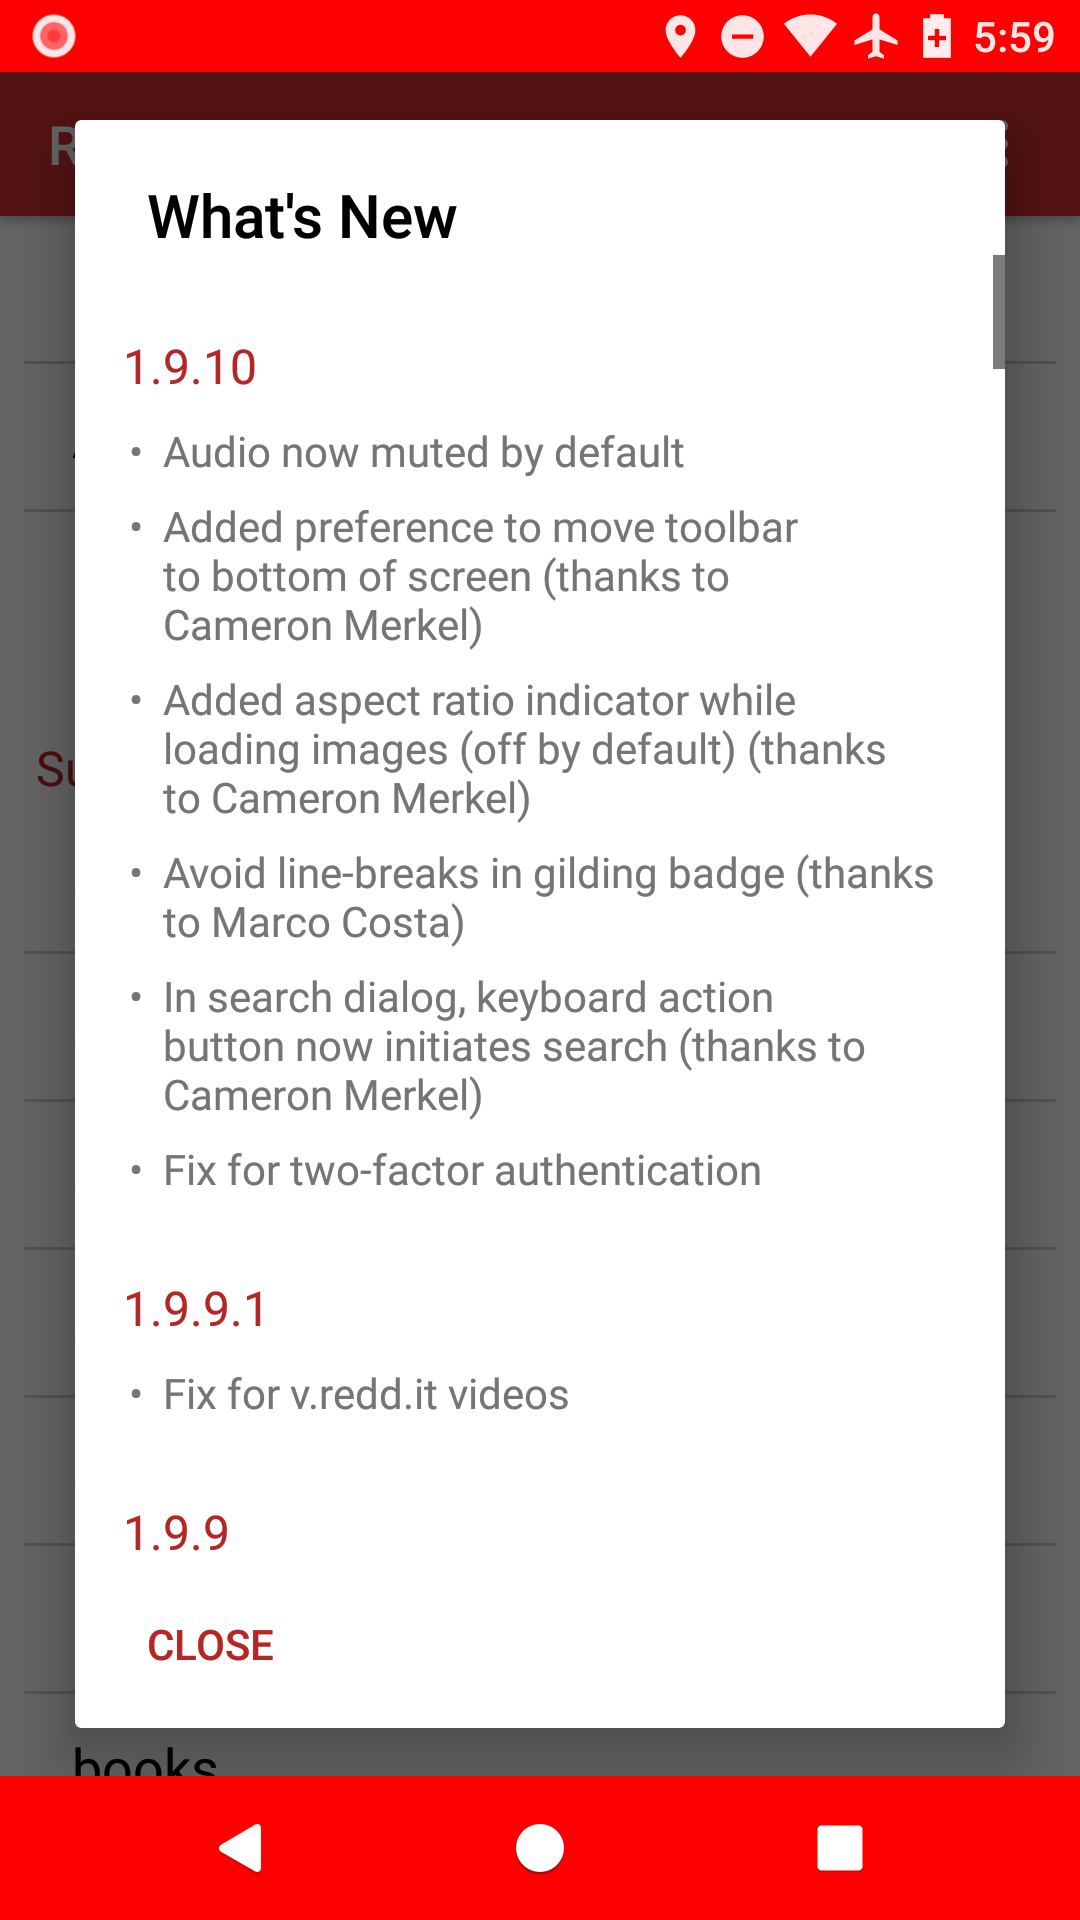 5:59
What's New
1.9.10
• Audio now muted by default
• Added preference to move toolbar
to bottom of screen (thanks to
Cameron Merkel)
• Added aspect ratio indicator while
loading images (off by default) (thanks
to Cameron Merkel)
• Avoid line-breaks in gilding badge (thanks
to Marco Costa)
• In search dialog, keyboard action
button now initiates search (thanks to
Cameron Merkel)
• Fix for two-factor authentication
1.9.9.1
• Fix for v.redd.it videos
1.9.9
CLOSE
books